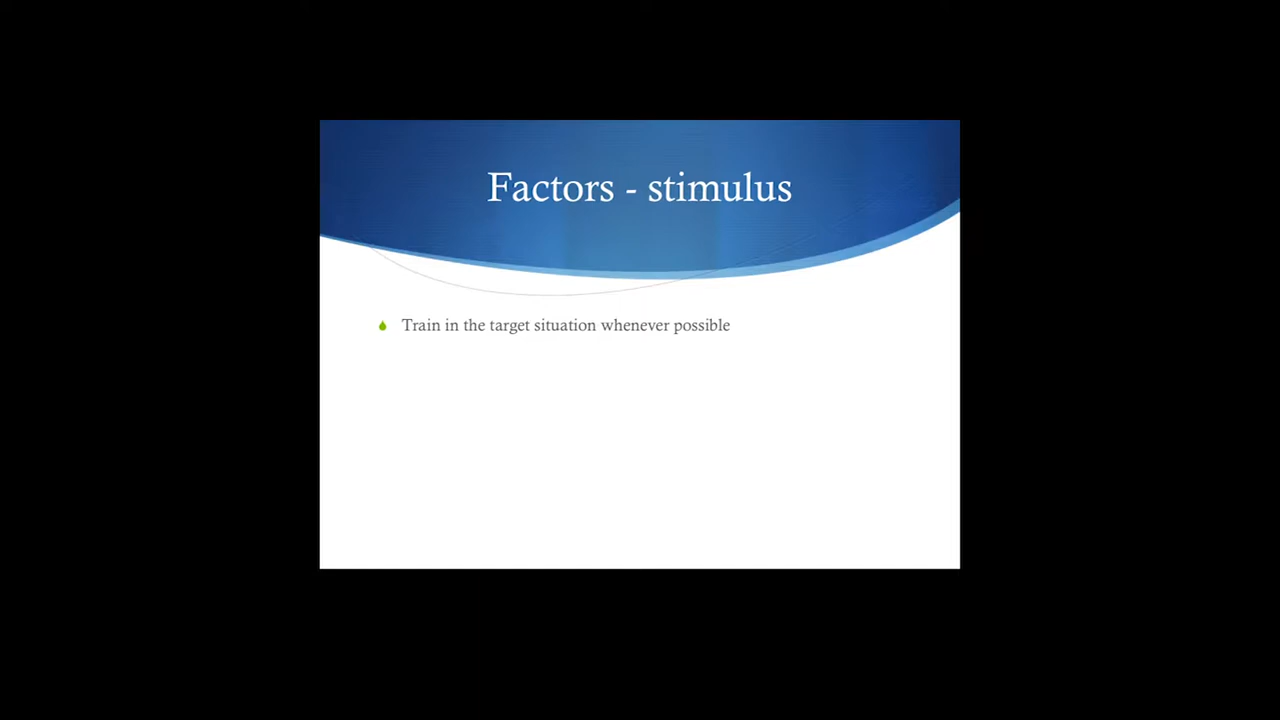 Factors - stimulus
Train in the target situation whenever possible